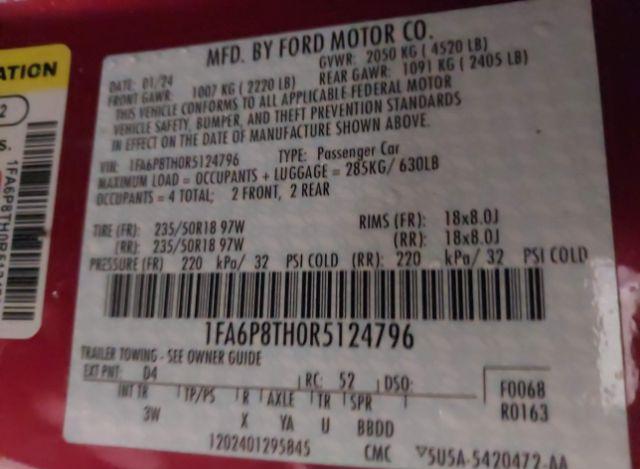 ATION
2
S.
MFD. BY FORD MOTOR CO.
DATE: 01/24 GVWR: 2050 KG ( 4520 LB)
FRONT GAWR: 1007 KG ( 2220 LB) REAR GAWR: 1091 KG ( 2405 LB)
THIS VEHICLE CONFORMS TO ALL APPLICABLE FEDERAL MOTOR
VEHICLE SAFETY, BUMPER, AND THEFT PREVENTION STANDARDS
IN EFFECT ON THE DATE OF MANUFACTURE SHOWN ABOVE.
VIN: 1FA6P8TH0R5124796 TYPE: Passenger Car
MAXIMUM LOAD = OCCUPANTS + LUGGAGE = 285KG/ 630LB
OCCUPANTS = 4 TOTAL; 2 FRONT, 2 REAR
TIRE (FR): 235/50R18 97W RIMS (FR): 18x8.0J
(RR): 235/50R18 97W (RR): 18x8.0J
PRESSURE (FR) 220 kPa/ 32 PSI COLD (RR): 220 kPa/ 32 PSI COLD
1FA6P8TH0R5124796
TRAILER TOWING - SEE OWNER GUIDE
EXT PNT: D4 RC: 52 DSO: F0068
INT TR TP/PS R AXLE TR SPR R0163
3W X YA U BBDD
1202401295845 CMC 5U5A-5420472-AA